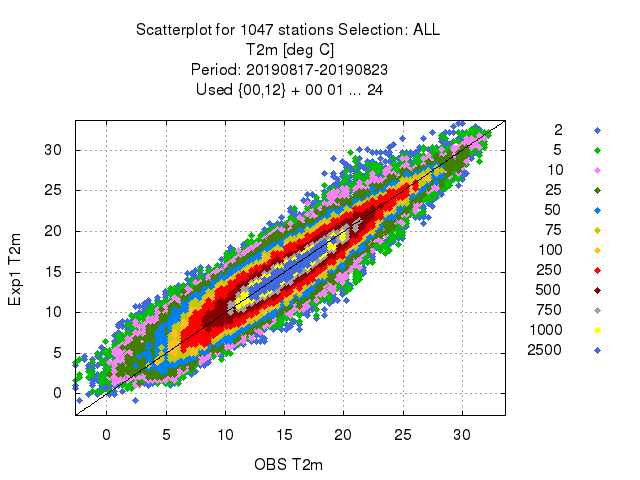 Scatterplot for 1047 stations Selection: ALL
T2m [deg C]
Period: 20190817-20190823
Used {00,12} + 00 01 ... 24
Exp1 T2m
30
25
20
15
10
5
0
0 5 10 15 20 25 30
OBS T2m
2
5
10
25
50
75
100
250
500
750
1000
2500